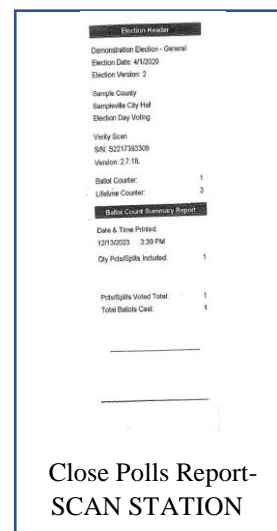 Election Header
Demonstration Election - General
Election Date: 4/1/2020
Election Version: 2
Sample County
Sampleville City Hall
Election Day Voting
Verity Scan
S/N: S2217393309
Version: 2.7.1IL
Ballot Counter: 1
Lifetime Counter: 3
Ballot Count Summary Report
Date & Time Printed:
12/13/2023 3:39 PM
Qty Pcts/Splits Included: 1
Pcts/Splits Voted Total: 1
Total Ballots Cast: 1
Close Polls Report-
SCAN STATION